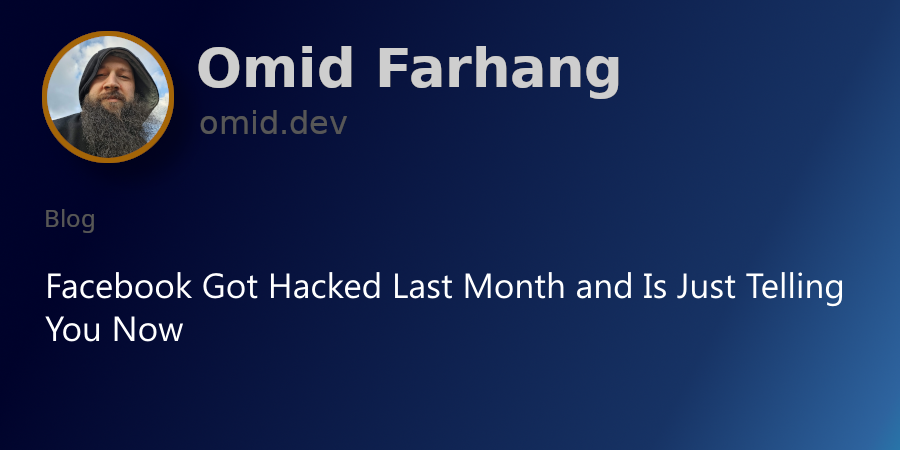 Omid Farhang
omid.dev
Blog
Facebook Got Hacked Last Month and Is Just Telling
You Now